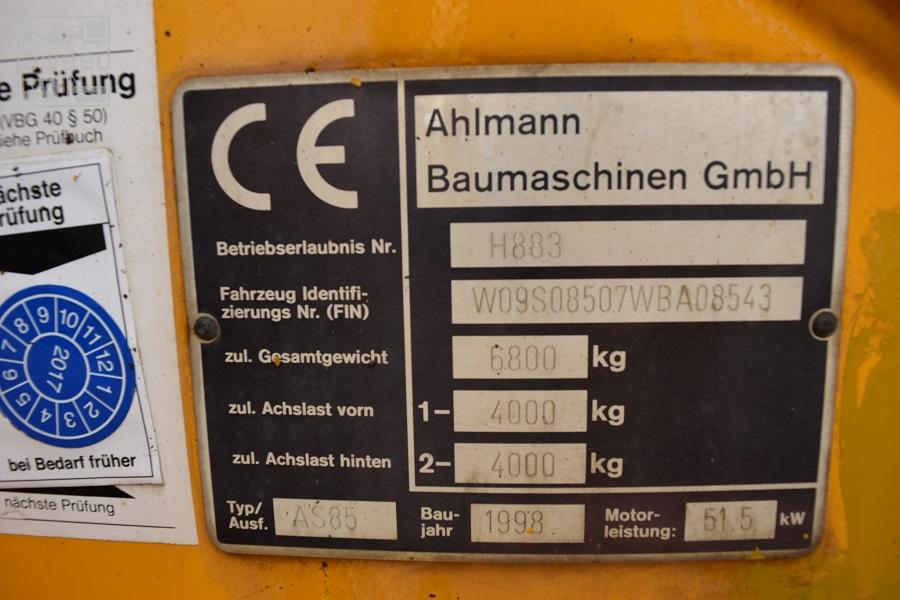 e Prüfung
(VBG 40 § 50)
iehe Prüfbuch
ächste
rüfung
1 2 3 4 5 6 7 8 9 10 11 12
2017
bei Bedarf früher
nächste Prüfung
CE
Ahlmann
Baumaschinen GmbH
Betriebserlaubnis Nr. H883
Fahrzeug Identifi-
zierungs Nr. (FIN) W09S08507WBA08543
zul. Gesamtgewicht 6800 kg
zul. Achslast vorn 1– 4000 kg
zul. Achslast hinten 2– 4000 kg
Typ/
Ausf. AS85
Bau-
jahr 1998
Motor-
leistung: 51.5 kW